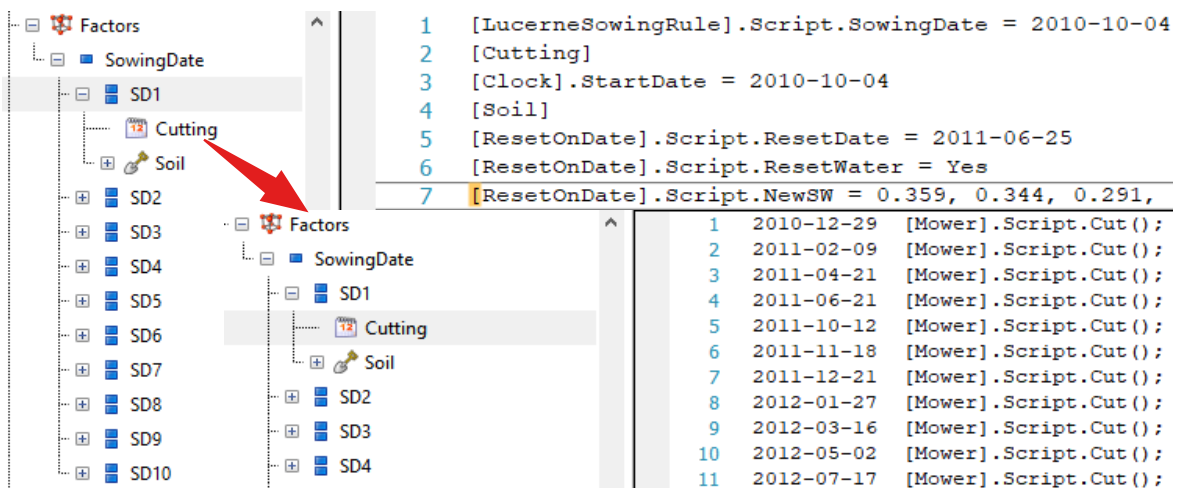 Factors
SowingDate
SD1
12
Cutting
Soil
SD2
SD3
SD4
SD5
SD6
SD7
SD8
SD9
SD10
1 [LucerneSowingRule].Script.SowingDate = 2010-10-04
2 [Cutting]
3 [Clock].StartDate = 2010-10-04
4 [Soil]
5 [ResetOnDate].Script.ResetDate = 2011-06-25
6 [ResetOnDate].Script.ResetWater = Yes
7 [ResetOnDate].Script.NewSW = 0.359, 0.344, 0.291,
Factors
SowingDate
SD1
12
Cutting
Soil
SD2
SD3
SD4
1 2010-12-29 [Mower].Script.Cut();
2 2011-02-09 [Mower].Script.Cut();
3 2011-04-21 [Mower].Script.Cut();
4 2011-06-21 [Mower].Script.Cut();
5 2011-10-12 [Mower].Script.Cut();
6 2011-11-18 [Mower].Script.Cut();
7 2011-12-21 [Mower].Script.Cut();
8 2012-01-27 [Mower].Script.Cut();
9 2012-03-16 [Mower].Script.Cut();
10 2012-05-02 [Mower].Script.Cut();
11 2012-07-17 [Mower].Script.Cut();